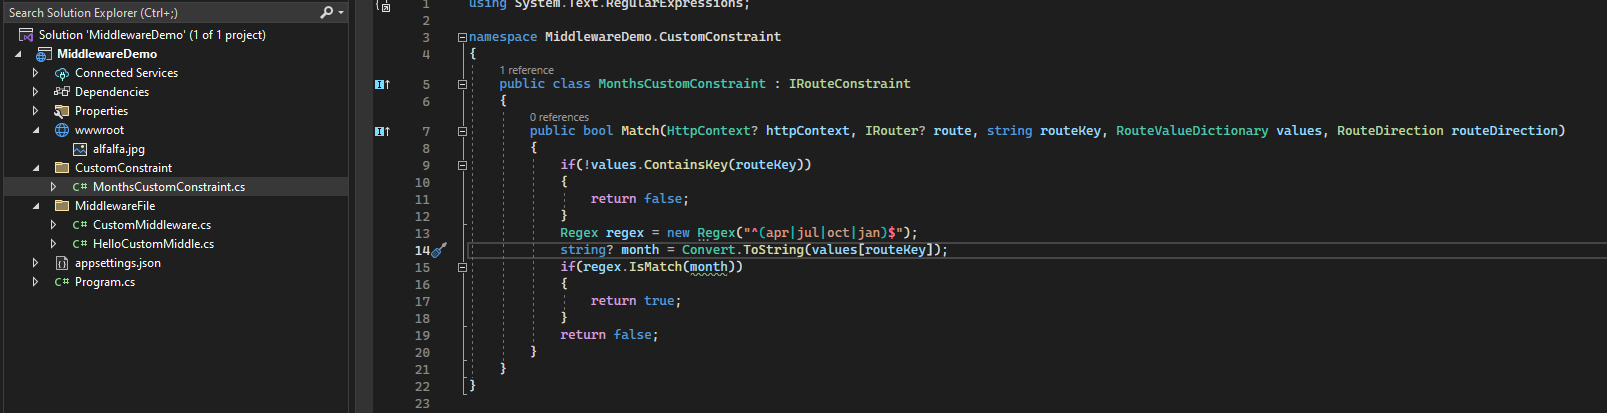 Search Solution Explorer (Ctrl+;)
Solution 'MiddlewareDemo' (1 of 1 project)
MiddlewareDemo
Connected Services
Dependencies
Properties
wwwroot
alfalfa.jpg
CustomConstraint
C# MonthsCustomConstraint.cs
MiddlewareFile
C# CustomMiddleware.cs
C# HelloCustomMiddle.cs
appsettings.json
C# Program.cs
1 using System.Text.RegularExpressions;
2
3 namespace MiddlewareDemo.CustomConstraint
4 {
1 reference
5 public class MonthsCustomConstraint : IRouteConstraint
6 {
0 references
7 public bool Match(HttpContext? httpContext, IRouter? route, string routeKey, RouteValueDictionary values, RouteDirection routeDirection)
8 {
9 if(!values.ContainsKey(routeKey))
10 {
11 return false;
12 }
13 Regex regex = new Regex("^(apr|jul|oct|jan)$");
14 string? month = Convert.ToString(values[routeKey]);
15 if(regex.IsMatch(month))
16 {
17 return true;
18 }
19 return false;
20 }
21 }
22 }
23